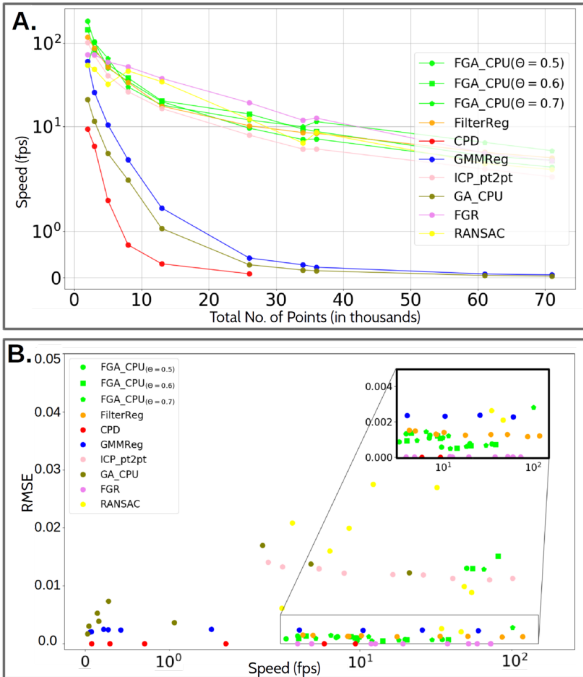 A.
10²
10¹
10⁰
0
Speed (fps)
0
10
20
30
40
50
60
70
Total No. of Points (in thousands)
FGA_CPU(Θ = 0.5)
FGA_CPU(Θ = 0.6)
FGA_CPU(Θ = 0.7)
FilterReg
CPD
GMMReg
ICP_pt2pt
GA_CPU
FGR
RANSAC
B.
0.05
0.04
0.03
0.02
0.01
0.0
RMSE
FGA_CPU(Θ = 0.5)
FGA_CPU(Θ = 0.6)
FGA_CPU(Θ = 0.7)
FilterReg
CPD
GMMReg
ICP_pt2pt
GA_CPU
FGR
RANSAC
0.004
0.002
0.000
10¹
10²
0
10⁰
10¹
10²
Speed (fps)